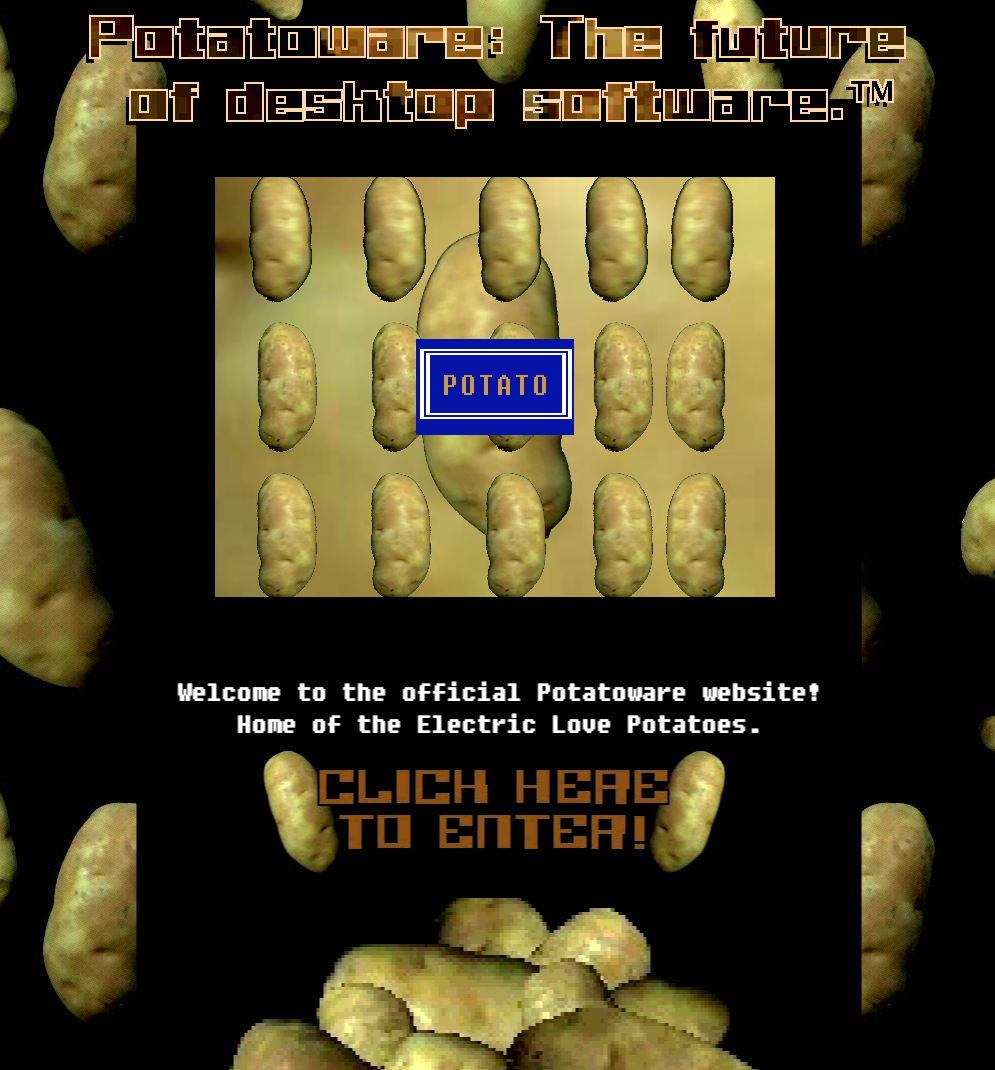 Potatoware: The future
of desktop software.™
POTATO
Welcome to the official Potatoware website!
Home of the Electric Love Potatoes.
CLICK HERE
TO ENTER!